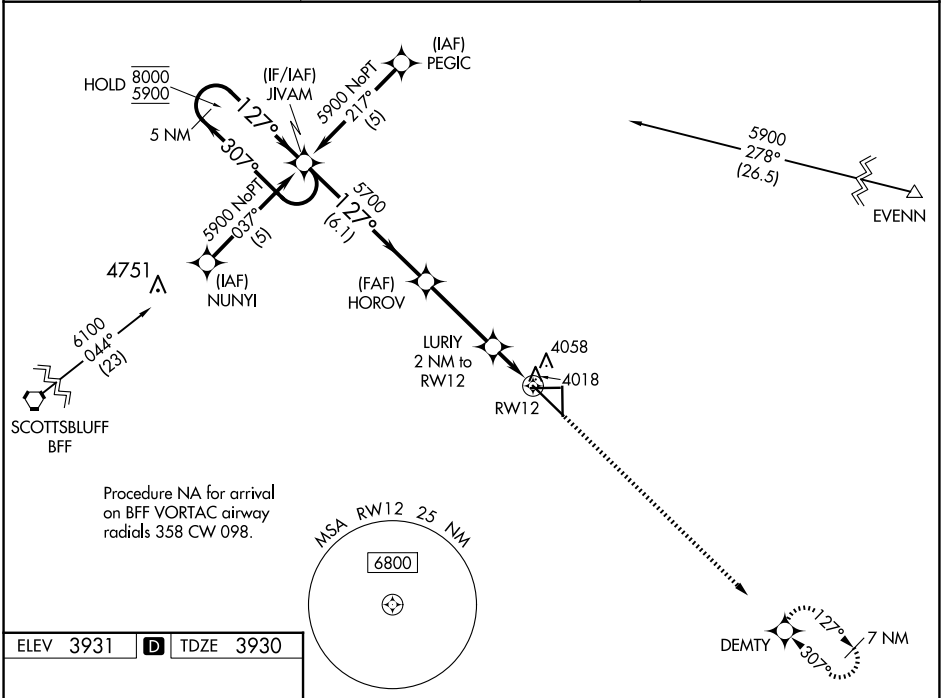 (IAF)
PEGIC
HOLD 8000
5900
(IF/IAF)
JIVAM
5900 NoPT
217°
(5)
127°
5 NM
307°
5900
278°
(26.5)
EVENN
5900 NoPT
037°
(5)
5700
127°
(6.1)
4751
(IAF)
NUNYI
(FAF)
HOROV
6100
044°
(23)
LURIY
2 NM to
RW12
4058
4018
RW12
SCOTTSBLUFF
BFF
Procedure NA for arrival
on BFF VORTAC airway
radials 358 CW 098.
MSA RW12 25 NM
6800
DEMTY
127°
307°
7 NM
ELEV 3931 D TDZE 3930